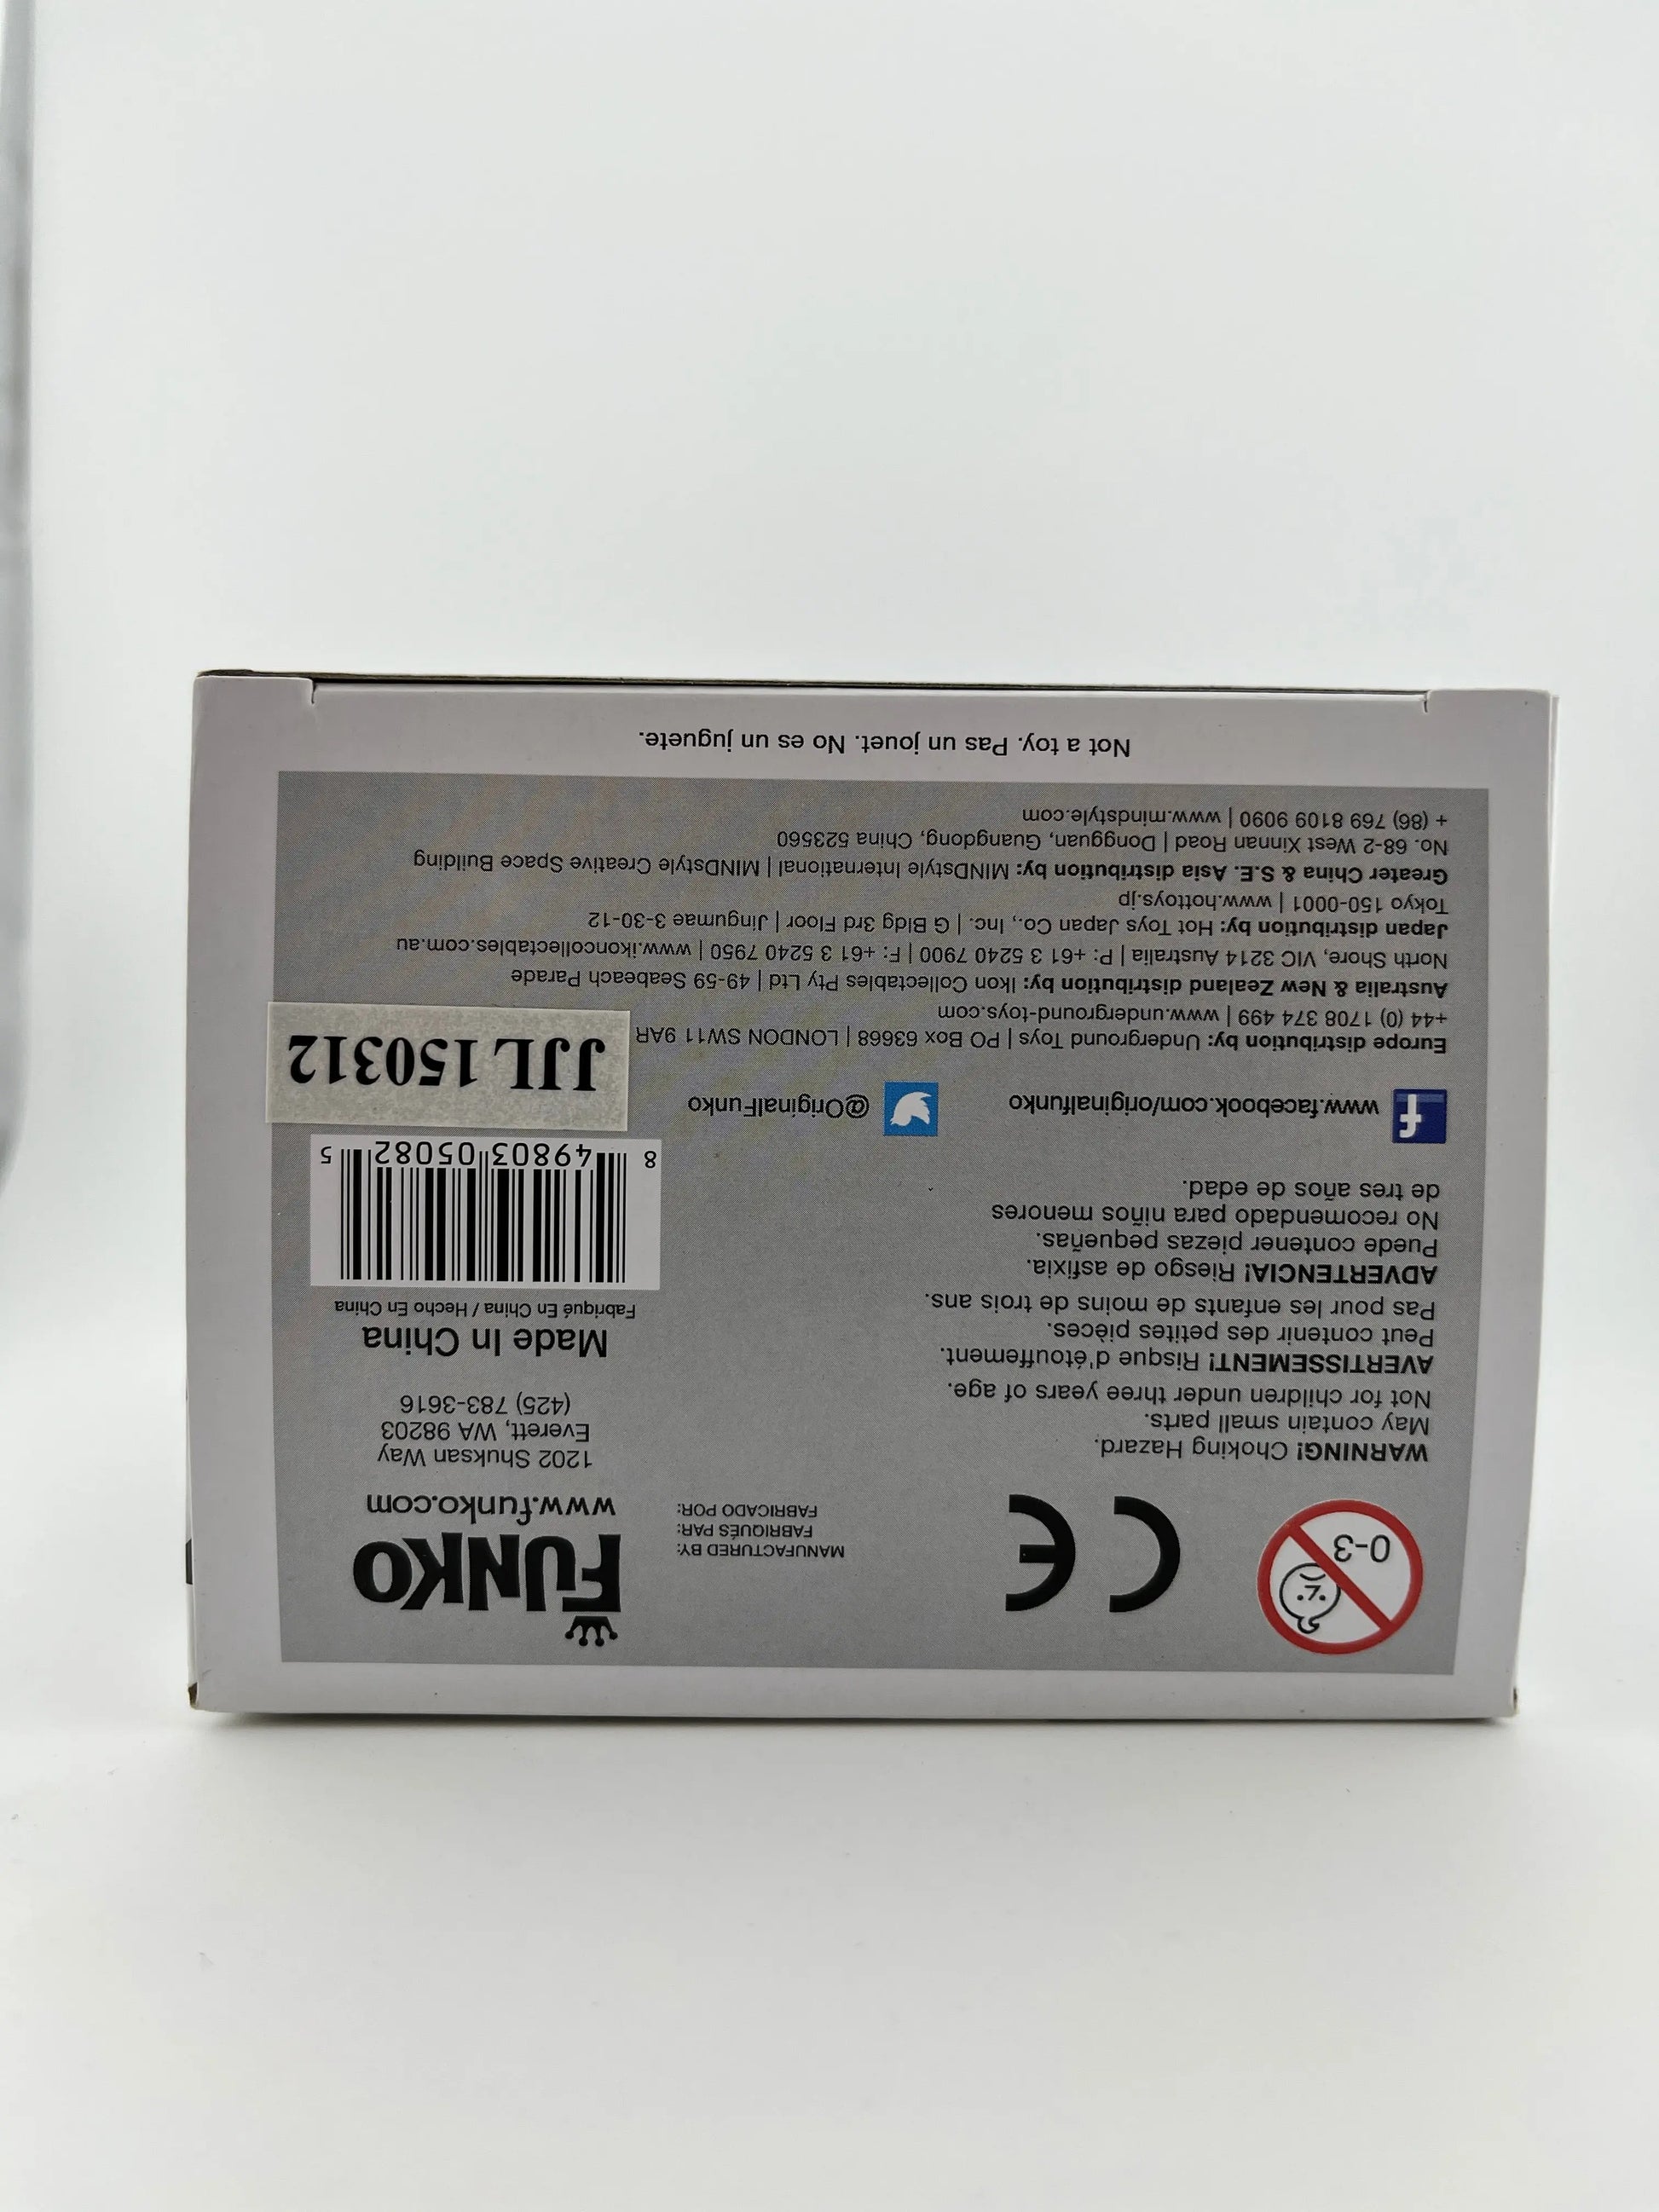 FUNKO
www.funko.com
1202 Shuksan Way
Everett, WA 98203
(425) 783-3616
Made In China
Fabriqué En China / Hecho En China
8 49803 05082 5
JJL 150312
MANUFACTURED BY:
FABRIQUÉS PAR:
FABRICADO POR:
CE
0-3
WARNING! Choking Hazard.
May contain small parts.
Not for children under three years of age.
AVERTISSEMENT! Risque d'étouffement.
Peut contenir des petites pièces.
Pas pour les enfants de moins de trois ans.
ADVERTENCIA! Riesgo de asfixia.
Puede contener piezas pequeñas.
No recomendado para niños menores
de tres años de edad.
f www.facebook.com/originalfunko
@OriginalFunko
Europe distribution by: Underground Toys | PO Box 63668 | LONDON SW11 9AR
+44 (0) 1708 374 499 | www.underground-toys.com
Australia & New Zealand distribution by: Ikon Collectables Pty Ltd | 49-59 Seabeach Parade
North Shore, VIC 3214 Australia | P: +61 3 5240 7900 | F: +61 3 5240 7950 | www.ikoncollectables.com.au
Japan distribution by: Hot Toys Japan Co., Inc. | G Bldg 3rd Floor | Jingumae 3-30-12
Tokyo 150-0001 | www.hottoys.jp
Greater China & S.E. Asia distribution by: MINDstyle International | MINDstyle Creative Space Building
No. 68-2 West Xinnan Road | Dongguan, Guangdong, China 523560
+ (86) 769 8109 9090 | www.mindstyle.com
Not a toy. Pas un jouet. No es un juguete.